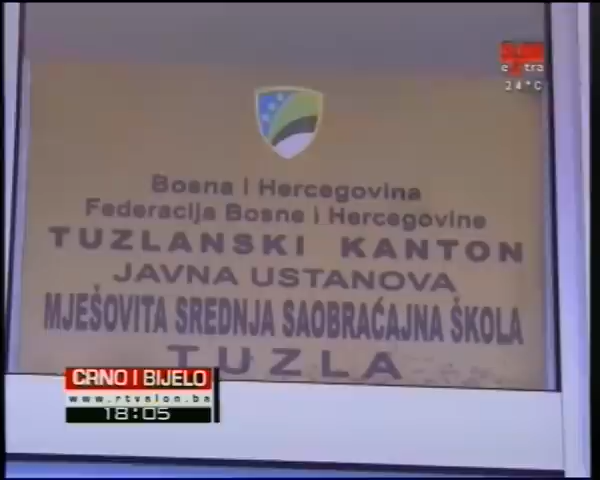 24°C
Bosna i Hercegovina
Federacija Bosne i Hercegovine
TUZLANSKI KANTON
JAVNA USTANOVA
MJEŠOVITA SREDNJA SAOBRAĆAJNA ŠKOLA
TUZLA
CRNO I BIJELO
www.rtvslon.ba
18:05